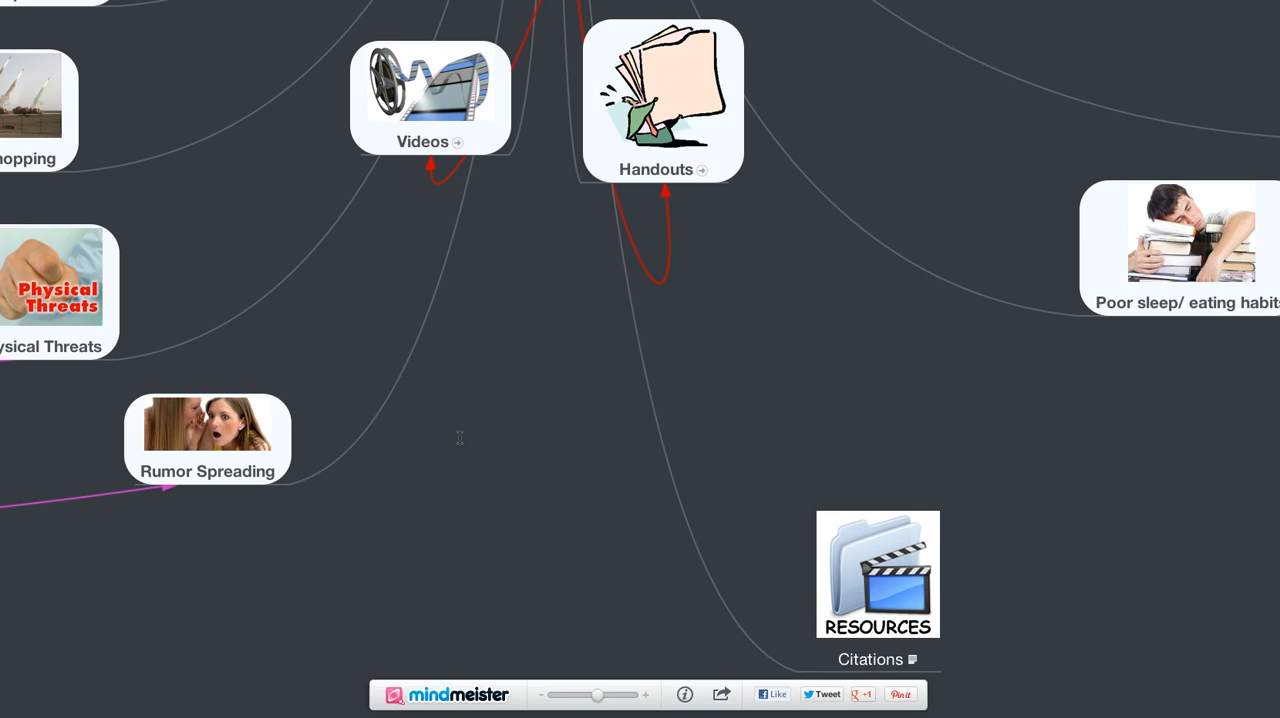 Videos
Handouts
hopping
Physical
Threats
Poor sleep/ eating habits
ysical Threats
Rumor Spreading
RESOURCES
Citations
mindmeister
- +
Like
Tweet
+1
Pin it